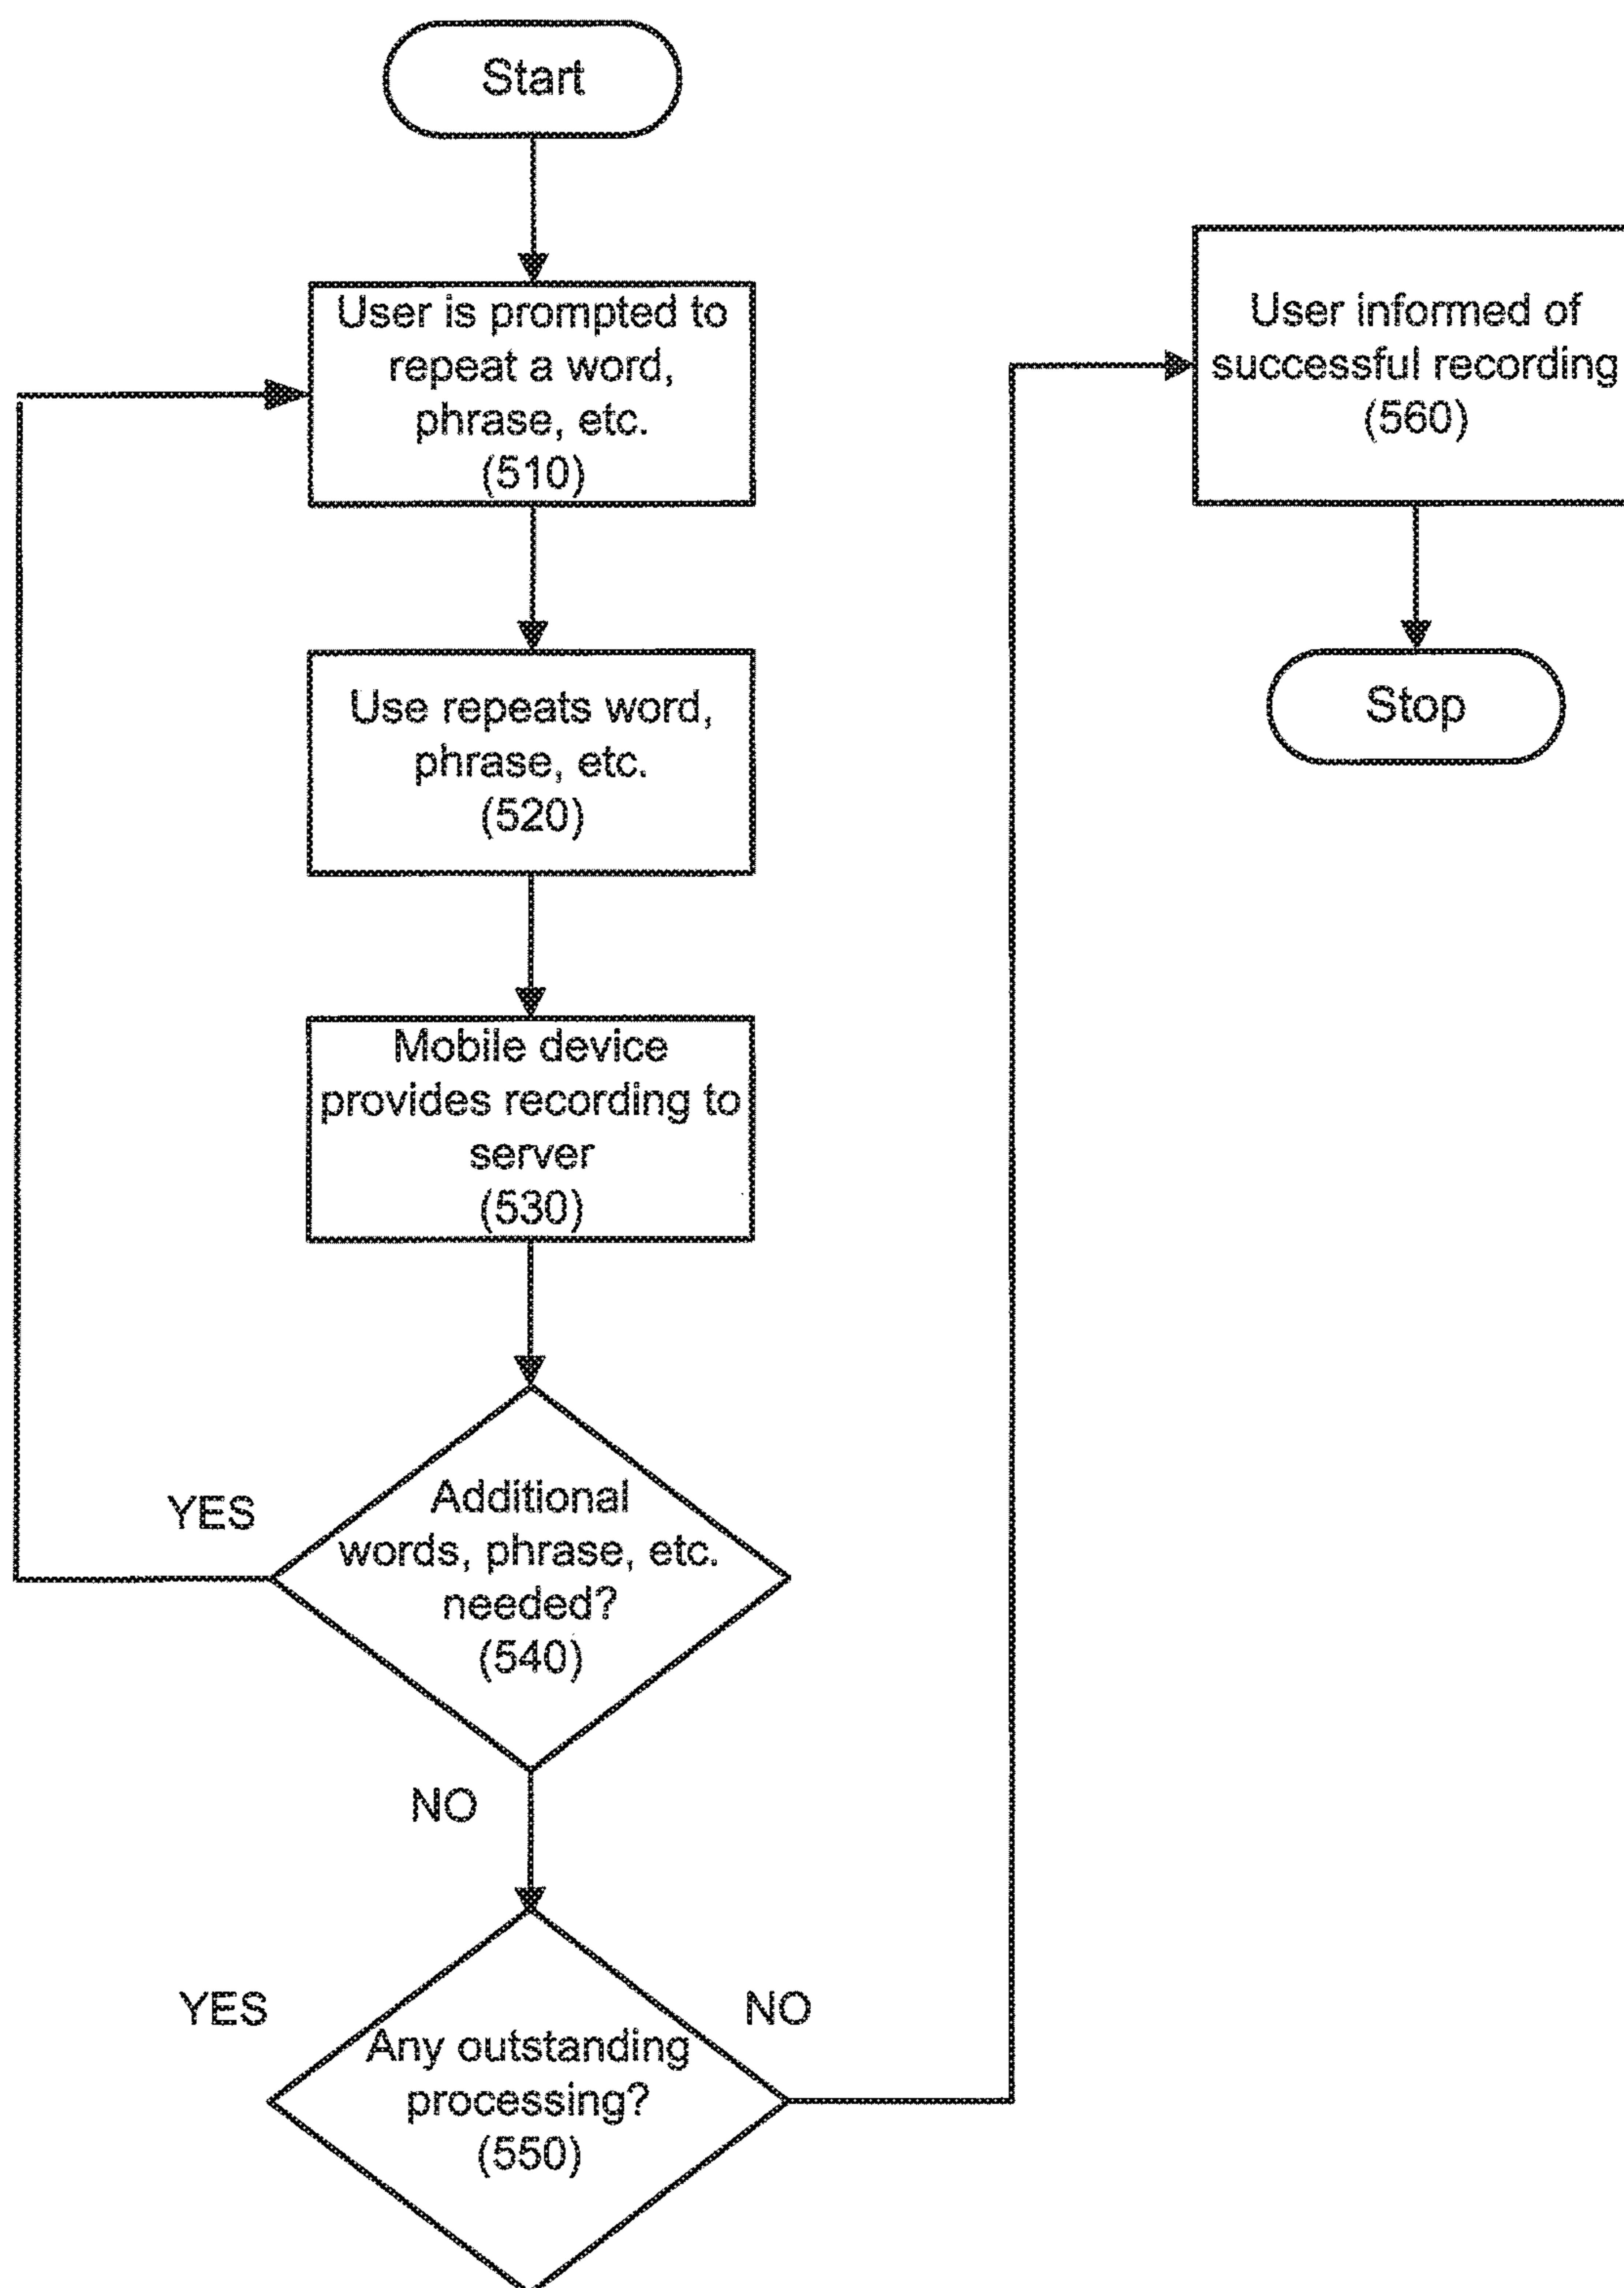 Start
User is prompted to
repeat a word,
phrase, etc.
(510)
Use repeats word,
phrase, etc.
(520)
Mobile device
provides recording to
server
(530)
Additional
words, phrase, etc.
needed?
(540)
YES
NO
Any outstanding
processing?
(550)
YES
NO
User informed of
successful recording
(560)
Stop